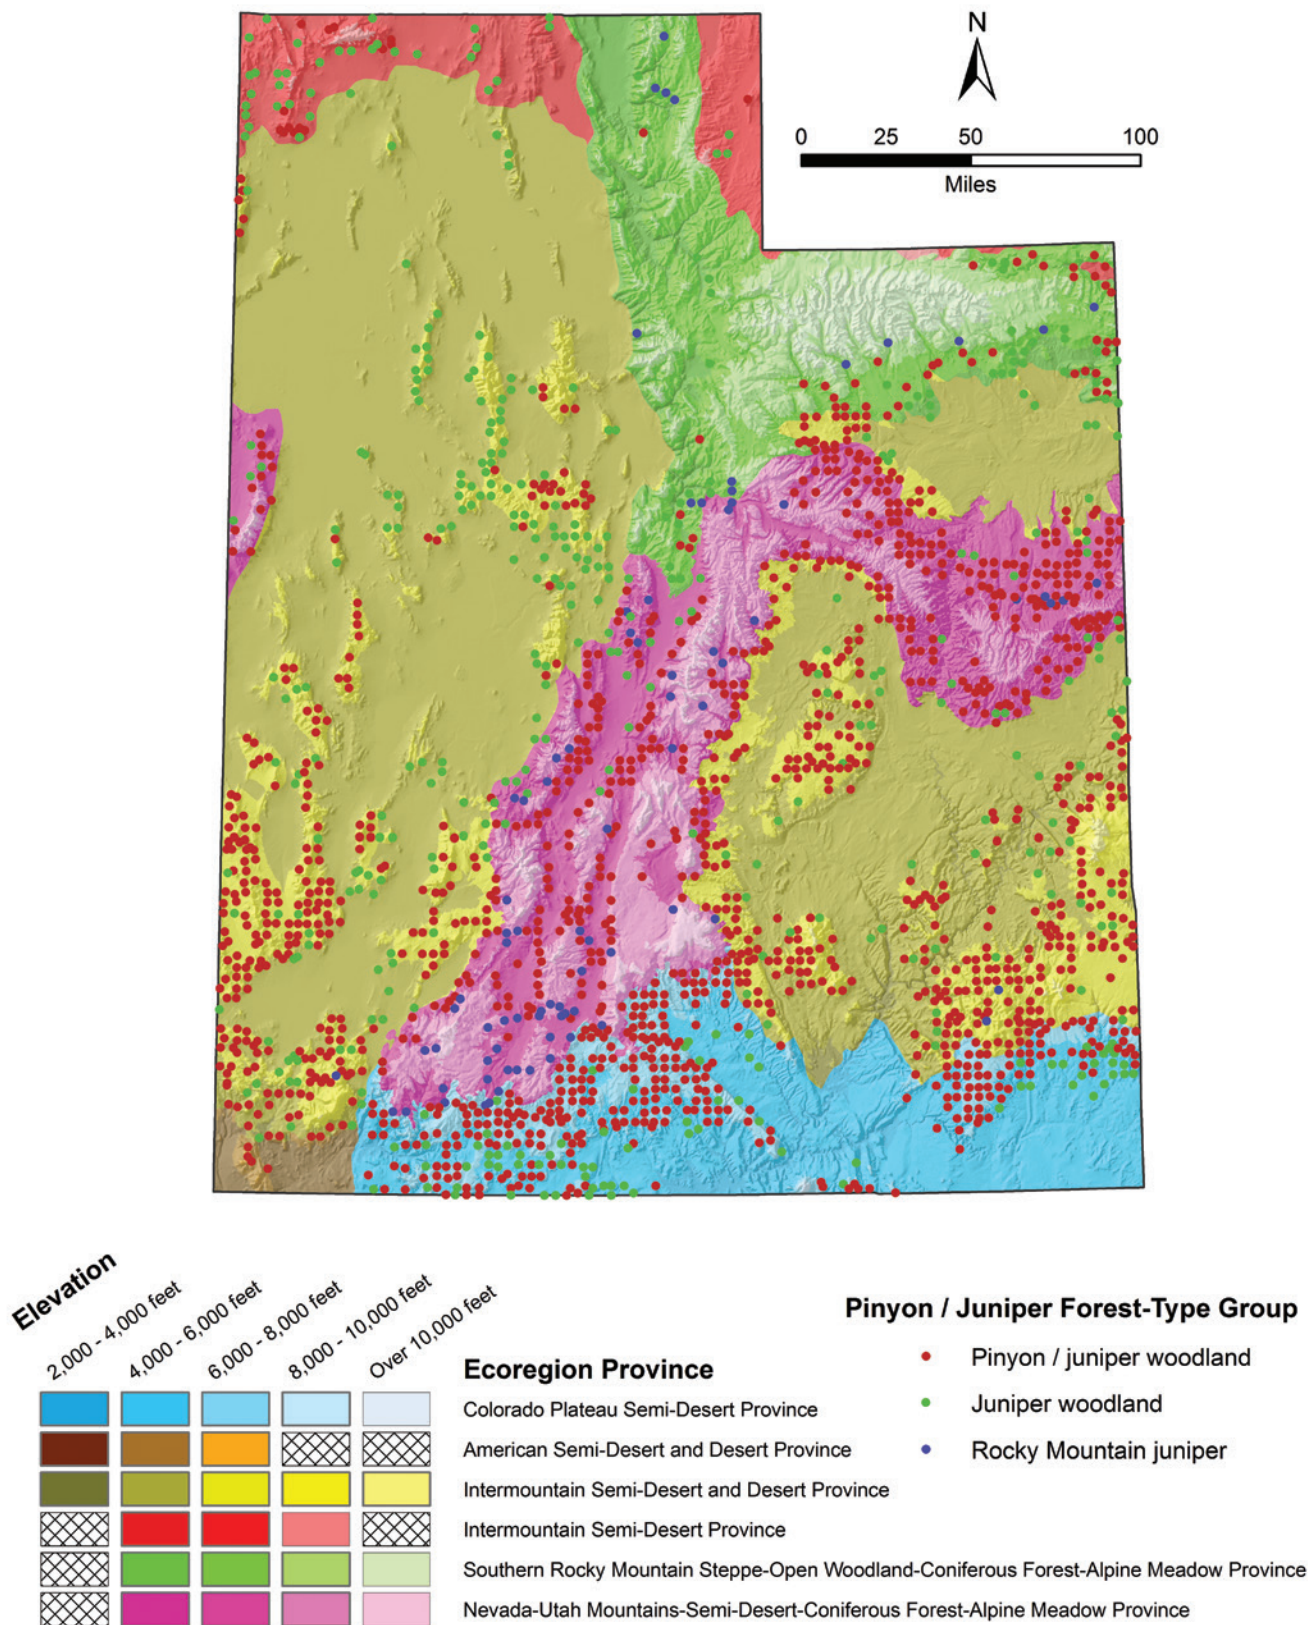 N
0 25 50 100
Miles
Elevation
2,000 - 4,000 feet
4,000 - 6,000 feet
6,000 - 8,000 feet
8,000 - 10,000 feet
Over 10,000 feet
Ecoregion Province
Colorado Plateau Semi-Desert Province
American Semi-Desert and Desert Province
Intermountain Semi-Desert and Desert Province
Intermountain Semi-Desert Province
Southern Rocky Mountain Steppe-Open Woodland-Coniferous Forest-Alpine Meadow Province
Nevada-Utah Mountains-Semi-Desert-Coniferous Forest-Alpine Meadow Province
Pinyon / Juniper Forest-Type Group
Pinyon / juniper woodland
Juniper woodland
Rocky Mountain juniper